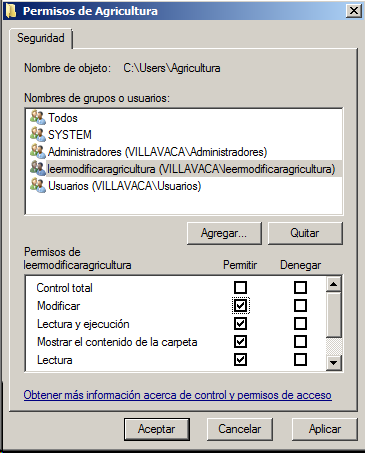 Permisos de Agricultura
Seguridad
Nombre de objeto: C:\Users\Agricultura
Nombres de grupos o usuarios:
Todos
SYSTEM
Administradores (VILLAVACA\Administradores)
leermodificaragricultura (VILLAVACA\leermodificaragricultura)
Usuarios (VILLAVACA\Usuarios)
Agregar... Quitar
Permisos de
leermodificaragricultura Permitir Denegar
Control total
Modificar
Lectura y ejecución
Mostrar el contenido de la carpeta
Lectura
Obtener más información acerca de control y permisos de acceso
Aceptar Cancelar Aplicar